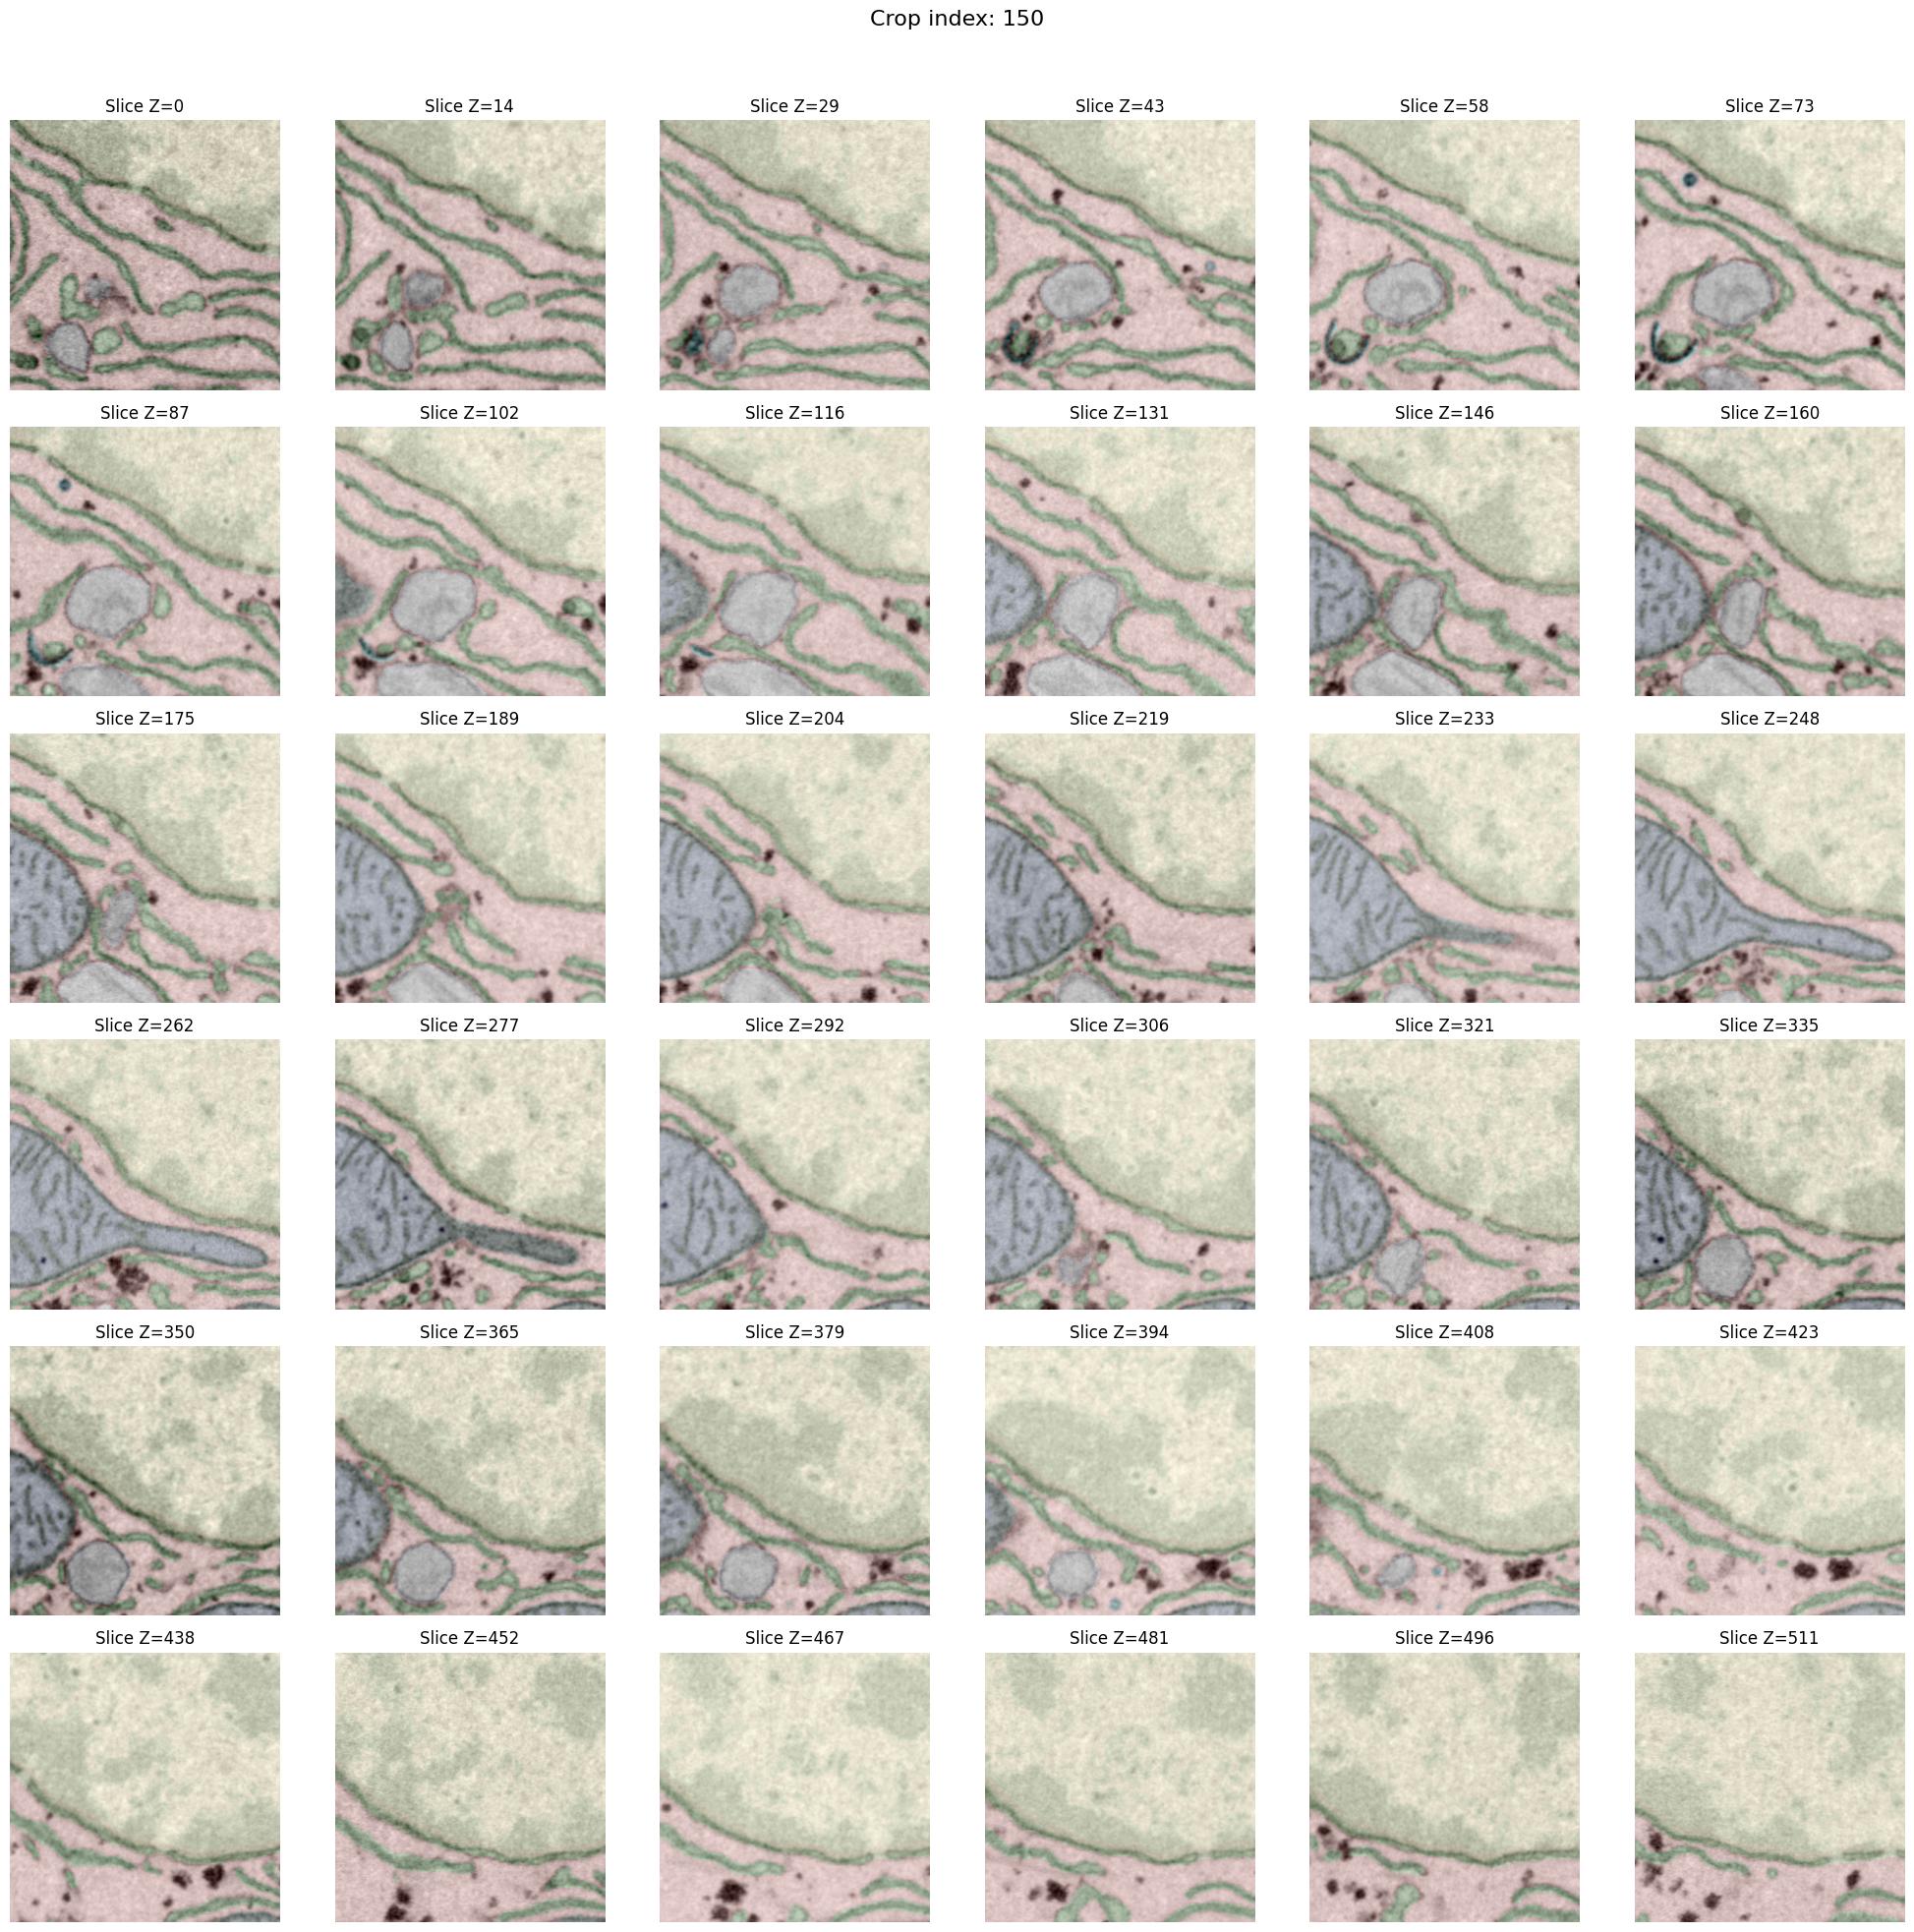 Crop index: 150
Slice Z=0
Slice Z=14
Slice Z=29
Slice Z=43
Slice Z=58
Slice Z=73
Slice Z=87
Slice Z=102
Slice Z=116
Slice Z=131
Slice Z=146
Slice Z=160
Slice Z=175
Slice Z=189
Slice Z=204
Slice Z=219
Slice Z=233
Slice Z=248
Slice Z=262
Slice Z=277
Slice Z=292
Slice Z=306
Slice Z=321
Slice Z=335
Slice Z=350
Slice Z=365
Slice Z=379
Slice Z=394
Slice Z=408
Slice Z=423
Slice Z=438
Slice Z=452
Slice Z=467
Slice Z=481
Slice Z=496
Slice Z=511